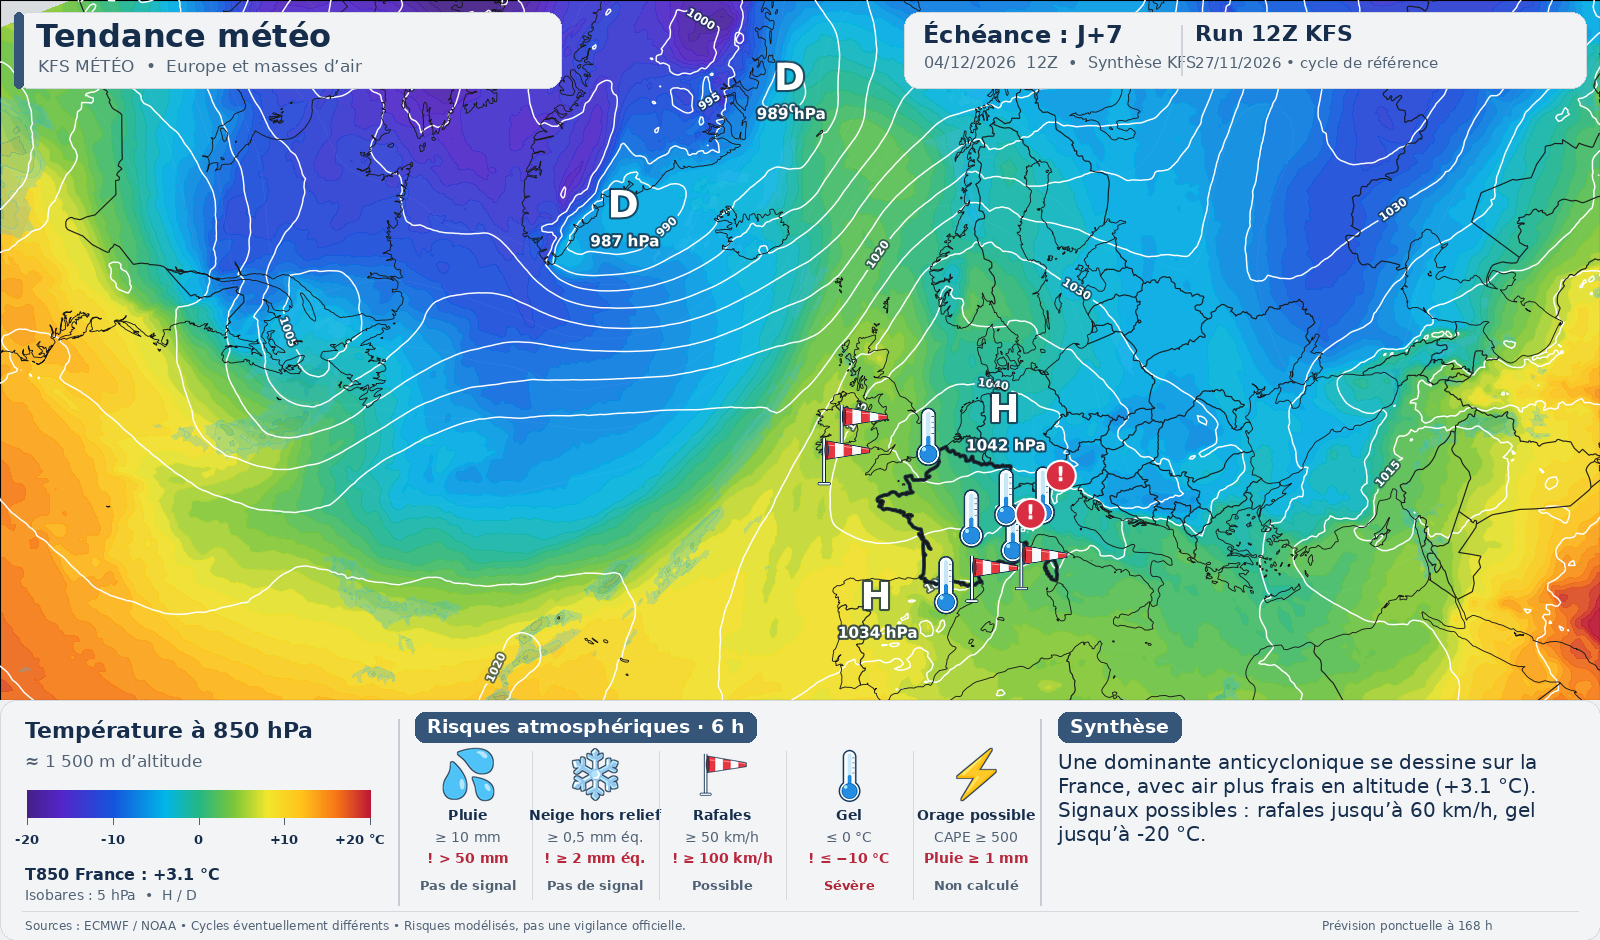 Tendance météo
KFS MÉTÉO • Europe et masses d’air
Échéance : J+7
04/12/2026 12Z • Synthèse KFS
Run 12Z KFS
27/11/2026 • cycle de référence
1000
995
D
989 hPa
D
987 hPa
990
1020
1030
1030
1005
1040
H
1042 hPa
1015
H
1034 hPa
1020
!
!
Température à 850 hPa
≈ 1 500 m d’altitude
-20 -10 0 +10 +20 °C
T850 France : +3.1 °C
Isobares : 5 hPa • H / D
Risques atmosphériques · 6 h
Pluie
≥ 10 mm
! > 50 mm
Pas de signal
Neige hors relief
≥ 0,5 mm éq.
! ≥ 2 mm éq.
Pas de signal
Rafales
≥ 50 km/h
! ≥ 100 km/h
Possible
Gel
≤ 0 °C
! ≤ −10 °C
Sévère
Orage possible
CAPE ≥ 500
Pluie ≥ 1 mm
Non calculé
Synthèse
Une dominante anticyclonique se dessine sur la
France, avec air plus frais en altitude (+3.1 °C).
Signaux possibles : rafales jusqu’à 60 km/h, gel
jusqu’à -20 °C.
Sources : ECMWF / NOAA • Cycles éventuellement différents • Risques modélisés, pas une vigilance officielle.
Prévision ponctuelle à 168 h